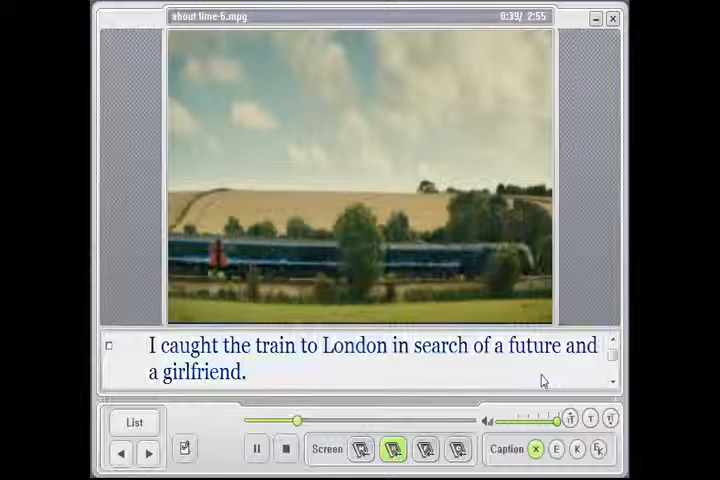 about time-6.mpg
0:39/ 2:55
I caught the train to London in search of a future and
a girlfriend.
List
Screen
Caption
X
E
K
EK
T
T
T